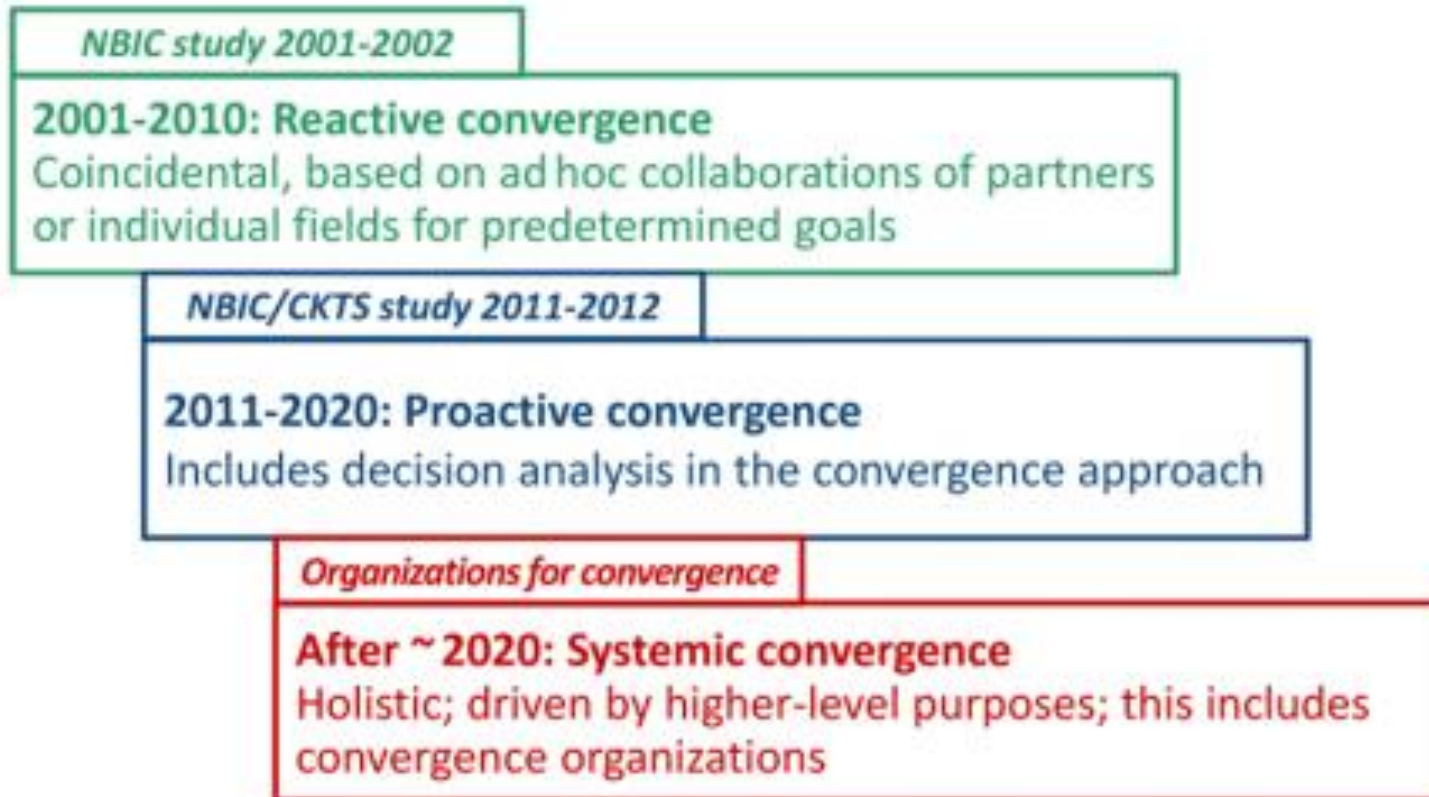 NBIC study 2001-2002
2001-2010: Reactive convergence
Coincidental, based on ad hoc collaborations of partners
or individual fields for predetermined goals
NBIC/CKTS study 2011-2012
2011-2020: Proactive convergence
Includes decision analysis in the convergence approach
Organizations for convergence
After ~2020: Systemic convergence
Holistic; driven by higher-level purposes; this includes
convergence organizations